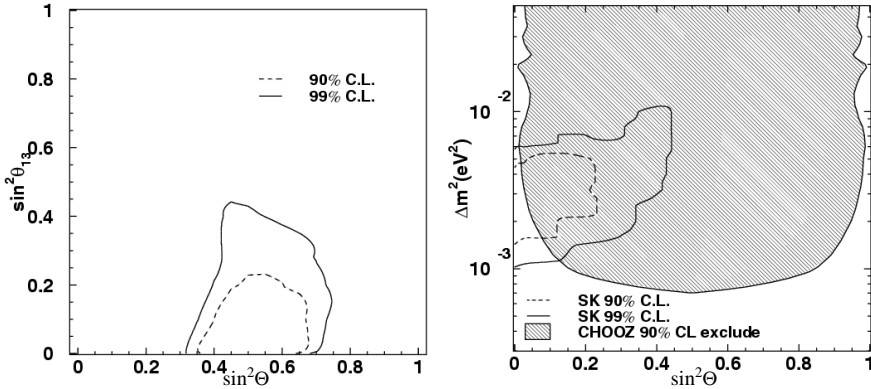 1
0.8
0.6
0.4
0.2
0
sin²θ₁₃
90% C.L.
99% C.L.
0 0.2 0.4 0.6 0.8 1
sin²Θ
Δm²(eV²)
10⁻²
10⁻³
SK 90% C.L.
SK 99% C.L.
CHOOZ 90% CL exclude
0 0.2 0.4 0.6 0.8 1
sin²Θ